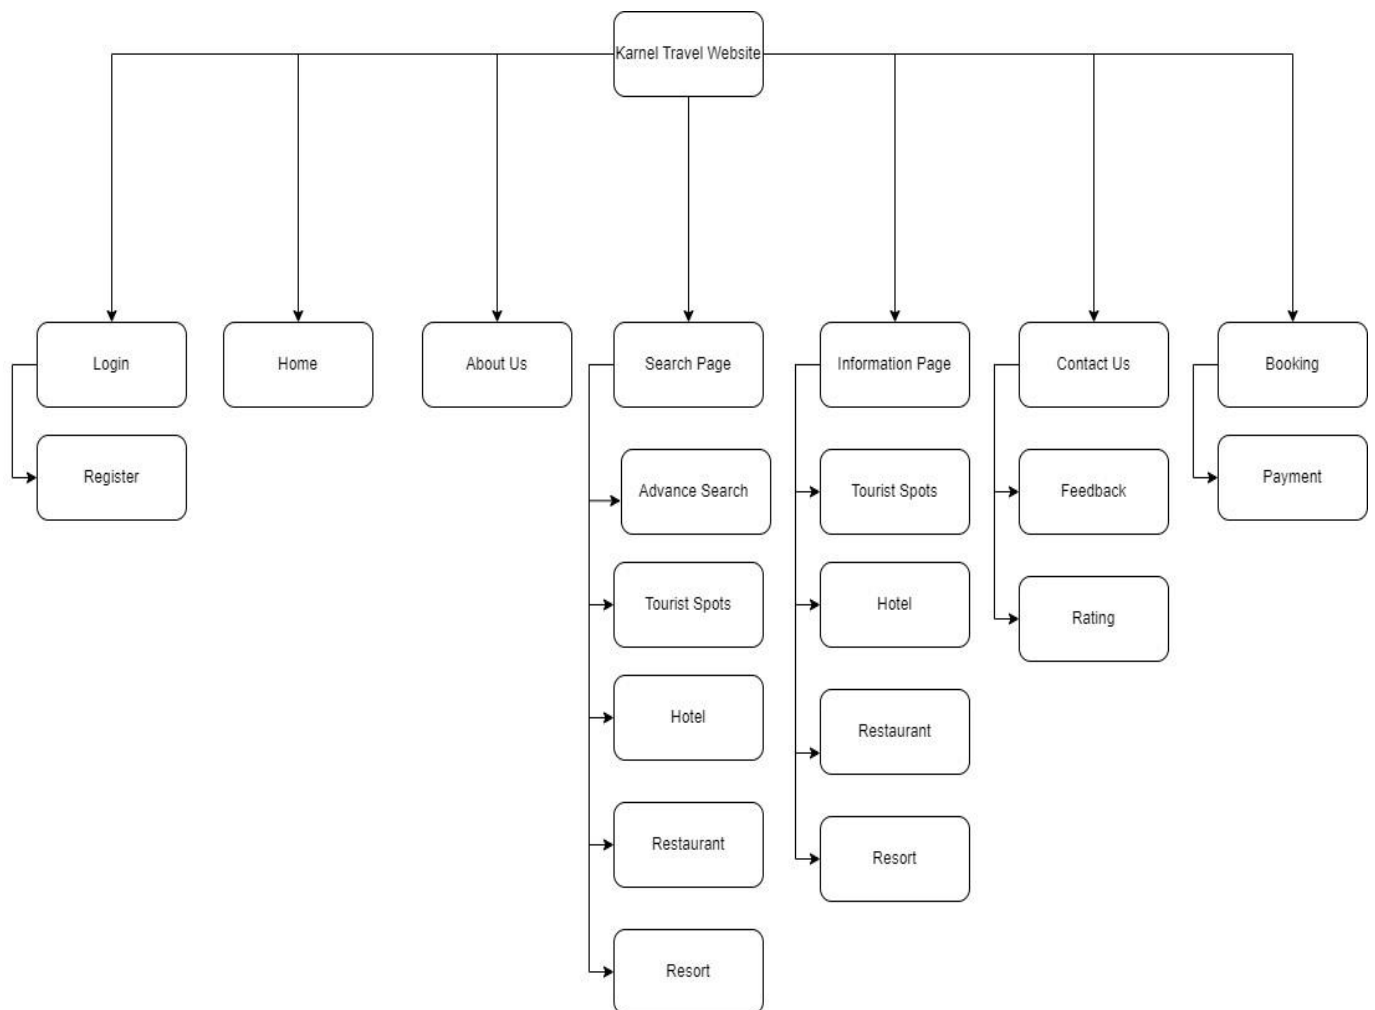 Karnel Travel Website
Login
Home
About Us
Search Page
Information Page
Contact Us
Booking
Register
Advance Search
Tourist Spots
Hotel
Restaurant
Resort
Tourist Spots
Hotel
Restaurant
Resort
Feedback
Rating
Payment